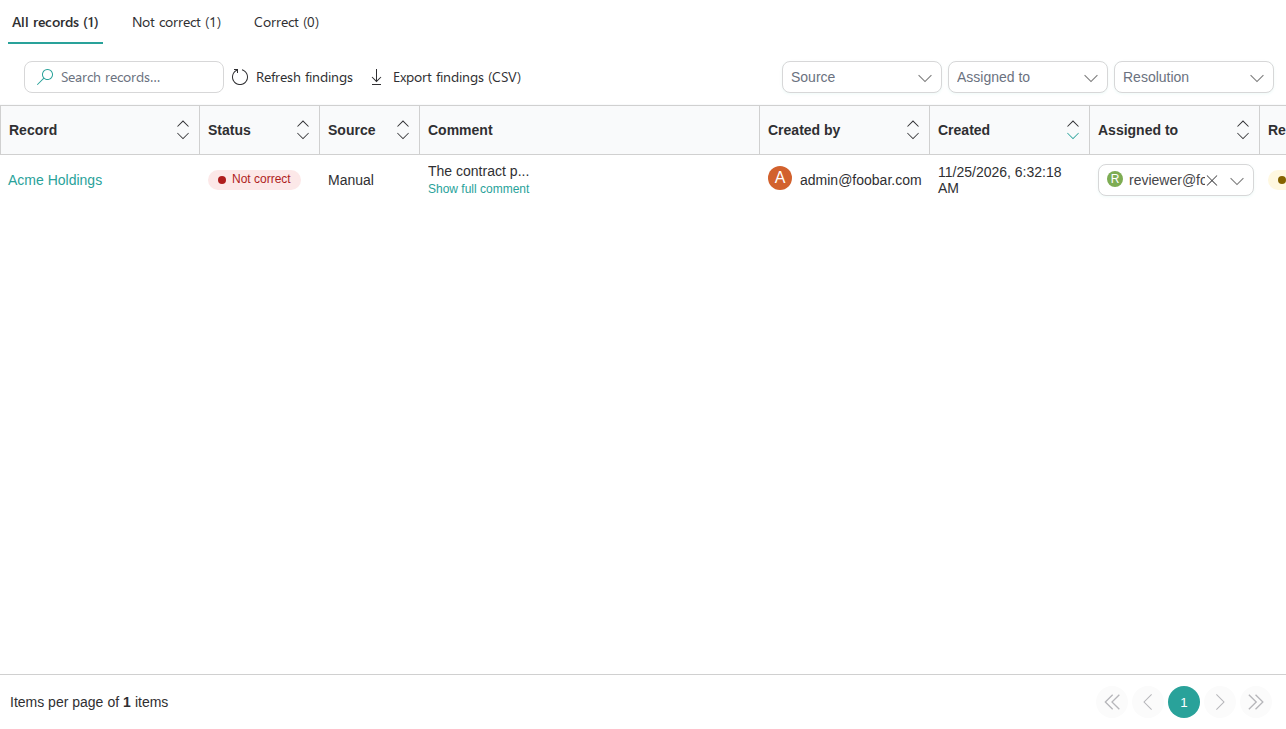 All records (1) Not correct (1) Correct (0)
Search records... Refresh findings Export findings (CSV) Source Assigned to Resolution
Record Status Source Comment Created by Created Assigned to Re
Acme Holdings Not correct Manual The contract p... A admin@foobar.com 11/25/2026, 6:32:18 R reviewer@fo
Show full comment AM
Items per page of 1 items 1